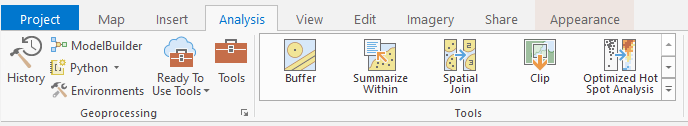 Project Map Insert Analysis View Edit Imagery Share Appearance
History
ModelBuilder
Python
Environments
Ready To
Use Tools
Tools
Geoprocessing
Buffer
Summarize
Within
Spatial
Join
Clip
Optimized Hot
Spot Analysis
Tools